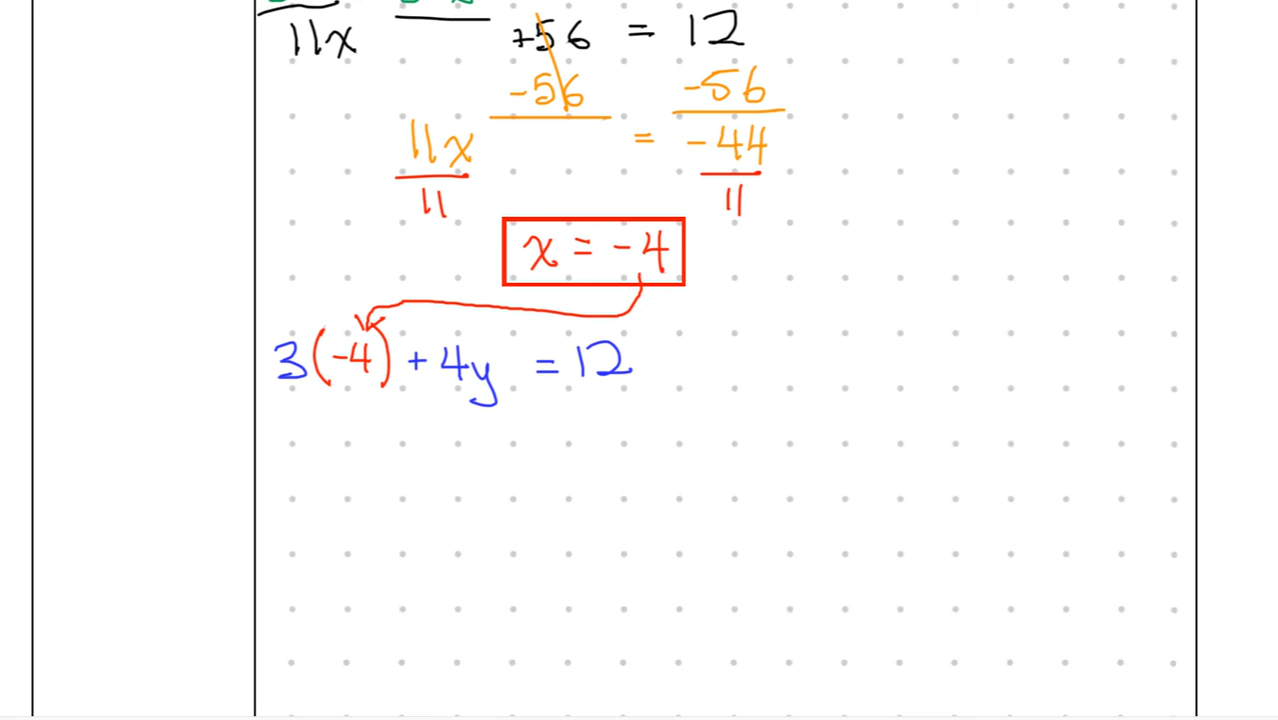 11x +56 = 12
-56 -56
11x = -44
11 11
x = -4
3(-4) + 4y = 12